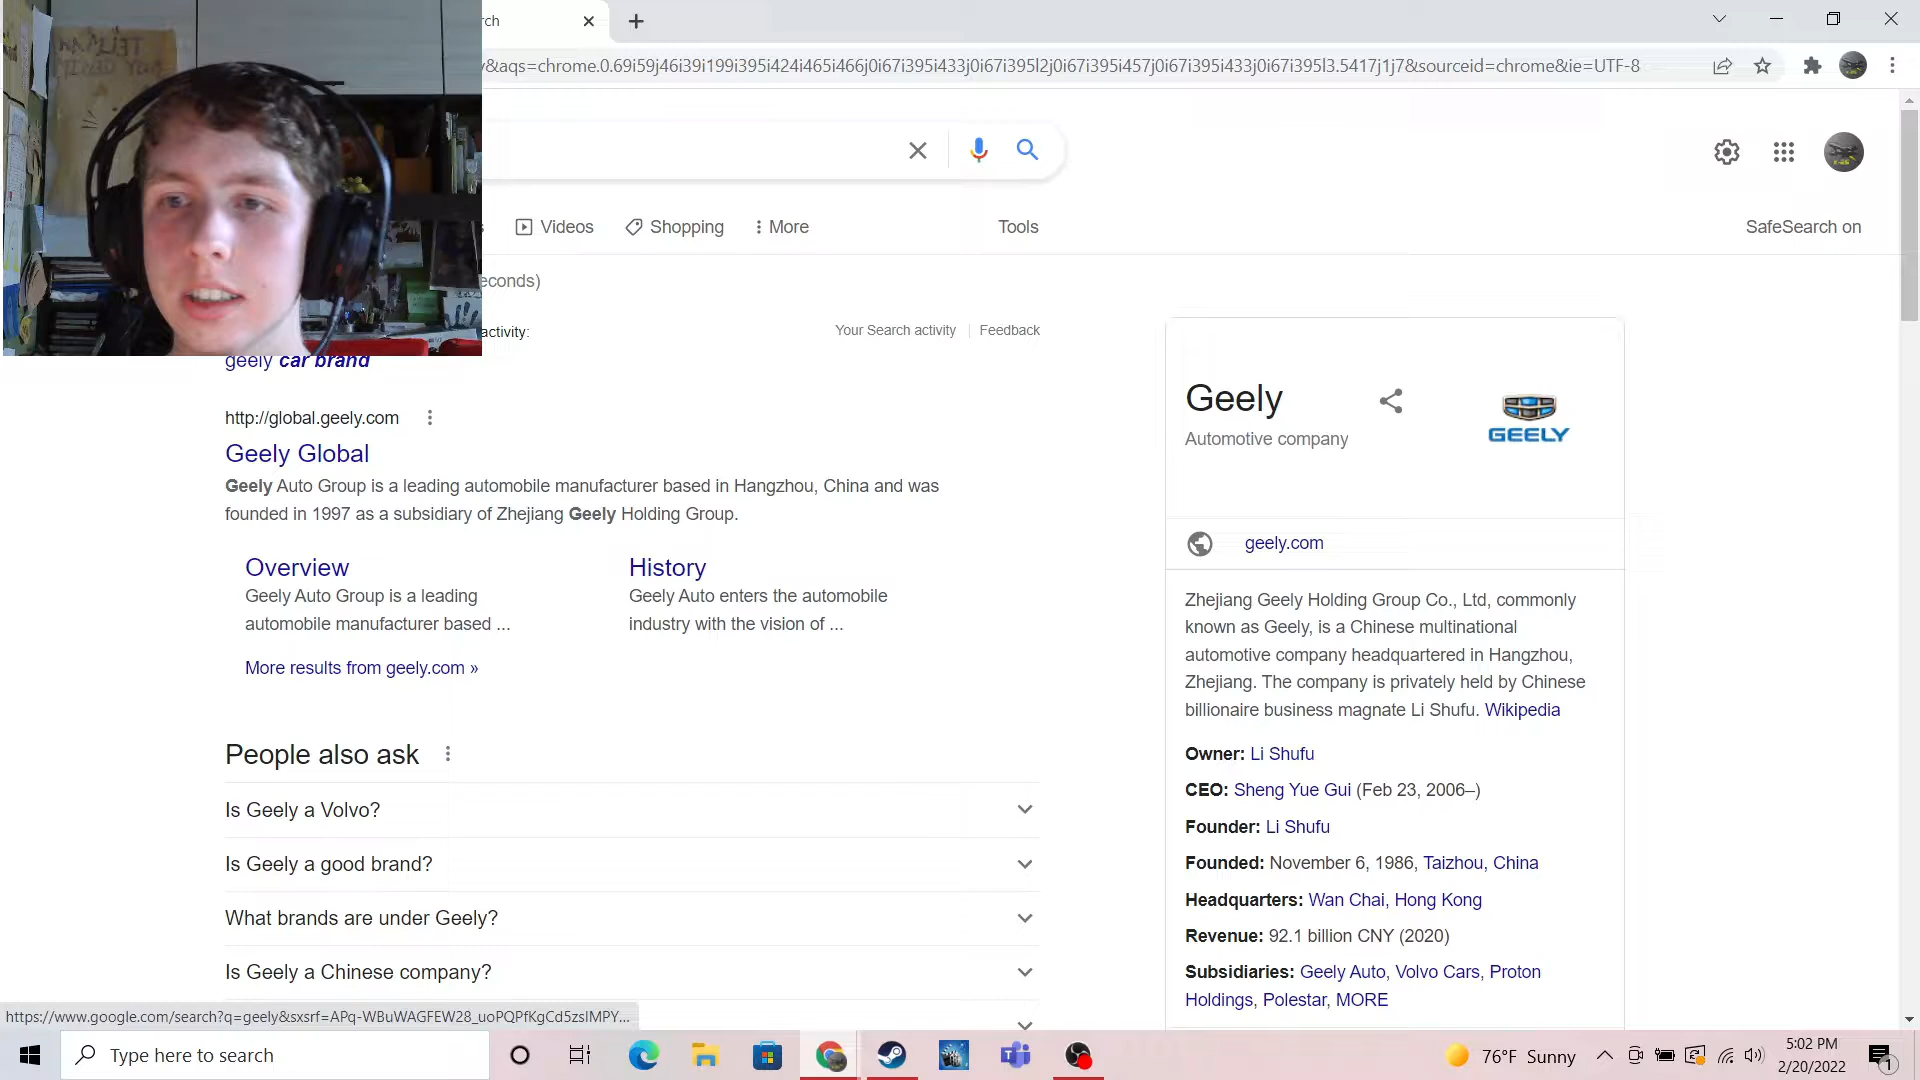 rch
y&aqs=chrome.0.69i59j46i39i199i395i424i465i466j0i67i395i433j0i67i395l2j0i67i395i457j0i67i395i433j0i67i395l3.5417j1j7&sourceid=chrome&ie=UTF-8
Videos Shopping More Tools SafeSearch on
econds)
activity: Your Search activity Feedback
geely car brand
http://global.geely.com
Geely Global
Geely Auto Group is a leading automobile manufacturer based in Hangzhou, China and was
founded in 1997 as a subsidiary of Zhejiang Geely Holding Group.
Overview
Geely Auto Group is a leading
automobile manufacturer based ...
History
Geely Auto enters the automobile
industry with the vision of ...
More results from geely.com »
People also ask
Is Geely a Volvo?
Is Geely a good brand?
What brands are under Geely?
Is Geely a Chinese company?
Geely
Automotive company
GEELY
geely.com
Zhejiang Geely Holding Group Co., Ltd, commonly
known as Geely, is a Chinese multinational
automotive company headquartered in Hangzhou,
Zhejiang. The company is privately held by Chinese
billionaire business magnate Li Shufu. Wikipedia
Owner: Li Shufu
CEO: Sheng Yue Gui (Feb 23, 2006–)
Founder: Li Shufu
Founded: November 6, 1986, Taizhou, China
Headquarters: Wan Chai, Hong Kong
Revenue: 92.1 billion CNY (2020)
Subsidiaries: Geely Auto, Volvo Cars, Proton
Holdings, Polestar, MORE
https://www.google.com/search?q=geely&sxsrf=APq-WBuWAGFEW28_uoPQPfKgCd5zsIMPY...
Type here to search
76°F Sunny
5:02 PM
2/20/2022
1